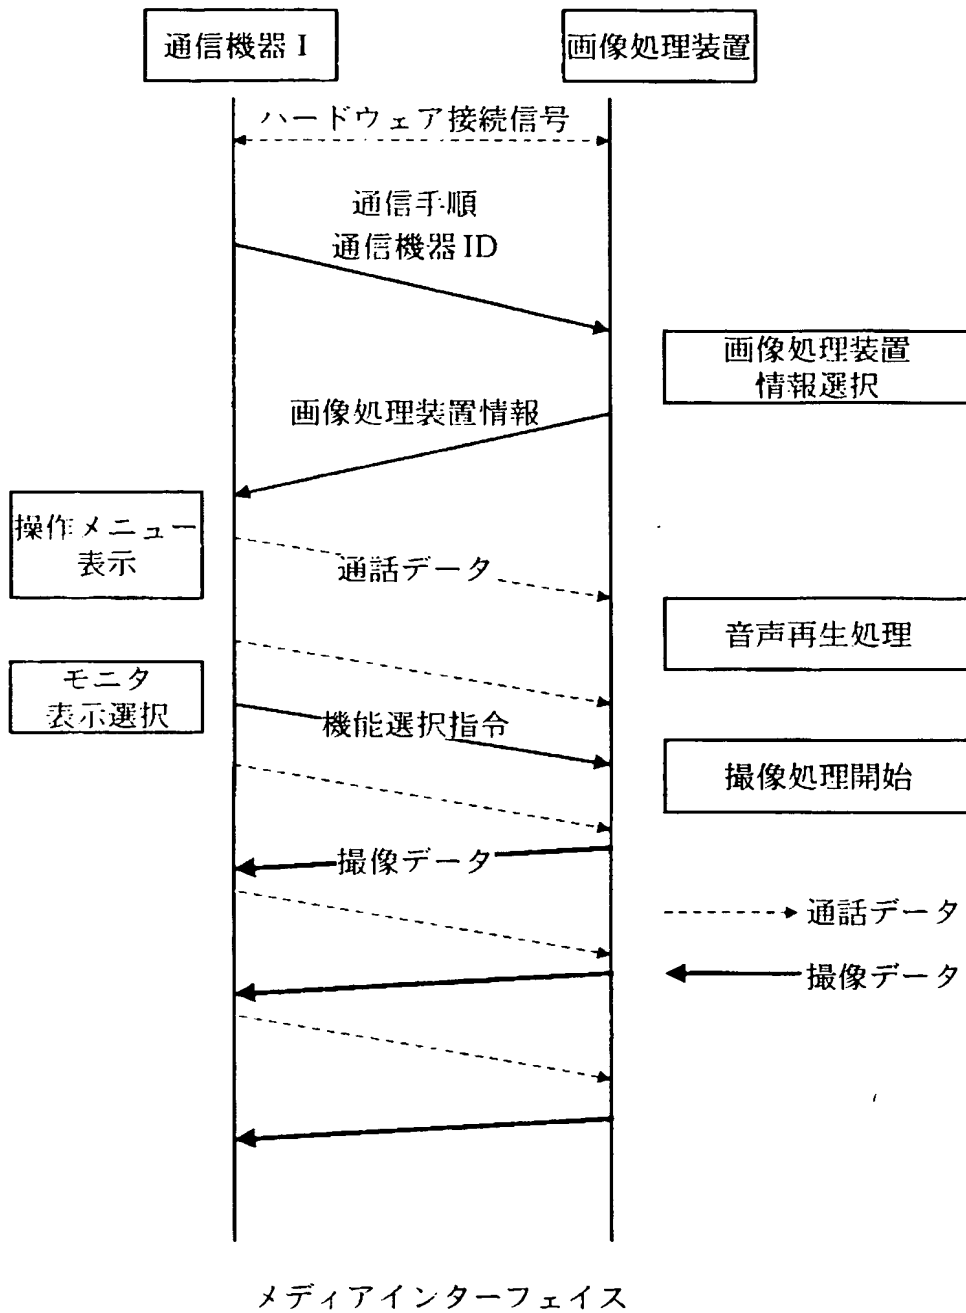 通信機器 I
画像処理装置
ハードウェア接続信号
通信手順
通信機器 ID
画像処理装置
情報選択
画像処理装置情報
操作メニュー
表示
通話データ
音声再生処理
モニタ
表示選択
機能選択指令
撮像処理開始
撮像データ
通話データ
撮像データ
メディアインターフェイス